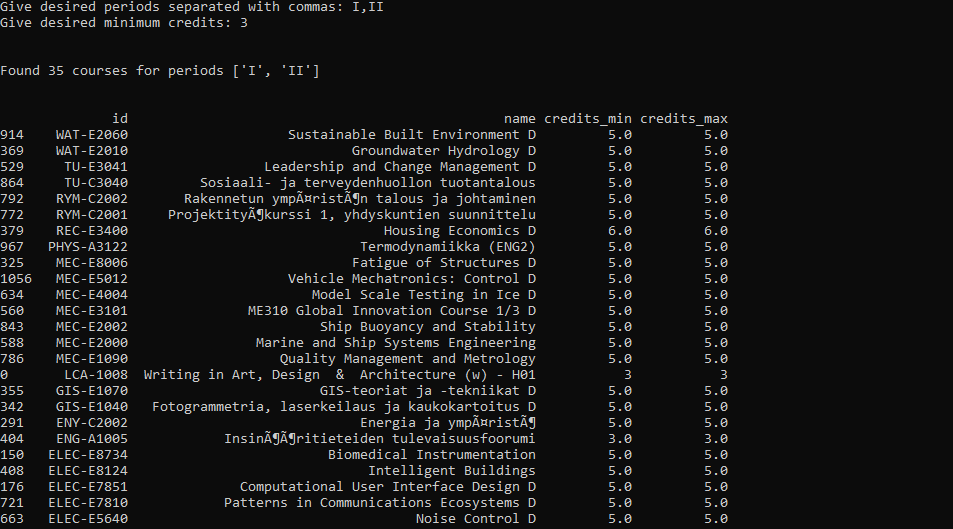 Give desired periods separated with commas: I,II
Give desired minimum credits: 3
Found 35 courses for periods ['I', 'II']
id name credits_min credits_max
914 WAT-E2060 Sustainable Built Environment D 5.0 5.0
369 WAT-E2010 Groundwater Hydrology D 5.0 5.0
529 TU-E3041 Leadership and Change Management D 5.0 5.0
864 TU-C3040 Sosiaali- ja terveydenhuollon tuotantalous 5.0 5.0
792 RYM-C2002 Rakennetun ympÃ¤ristÃ¶n talous ja johtaminen 5.0 5.0
772 RYM-C2001 ProjektityÃ¶kurssi 1, yhdyskuntien suunnittelu 5.0 5.0
379 REC-E3400 Housing Economics D 6.0 6.0
967 PHYS-A3122 Termodynamiikka (ENG2) 5.0 5.0
325 MEC-E8006 Fatigue of Structures D 5.0 5.0
1056 MEC-E5012 Vehicle Mechatronics: Control D 5.0 5.0
634 MEC-E4004 Model Scale Testing in Ice D 5.0 5.0
560 MEC-E3101 ME310 Global Innovation Course 1/3 D 5.0 5.0
843 MEC-E2002 Ship Buoyancy and Stability 5.0 5.0
588 MEC-E2000 Marine and Ship Systems Engineering 5.0 5.0
786 MEC-E1090 Quality Management and Metrology 5.0 5.0
0 LCA-1008 Writing in Art, Design & Architecture (w) - H01 3 3
355 GIS-E1070 GIS-teoriat ja -tekniikat D 5.0 5.0
342 GIS-E1040 Fotogrammetria, laserkeilaus ja kaukokartoitus D 5.0 5.0
291 ENY-C2002 Energia ja ympÃ¤ristÃ¶ 5.0 5.0
404 ENG-A1005 InsinÃ¶Ã¶ritieteiden tulevaisuusfoorumi 3.0 3.0
150 ELEC-E8734 Biomedical Instrumentation 5.0 5.0
408 ELEC-E8124 Intelligent Buildings 5.0 5.0
176 ELEC-E7851 Computational User Interface Design D 5.0 5.0
721 ELEC-E7810 Patterns in Communications Ecosystems D 5.0 5.0
663 ELEC-E5640 Noise Control D 5.0 5.0